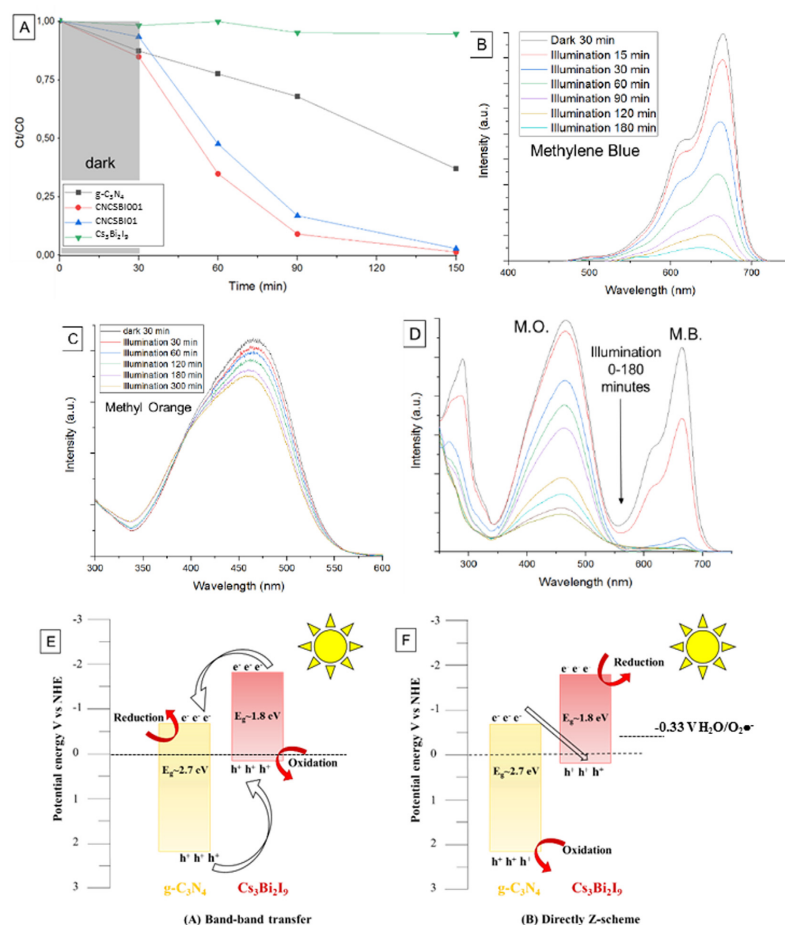 A
1,00
0,75
0,50
0,25
0,00
Ct/C0
dark
g-C3N4
CNCSBI001
CNCSBI01
Cs3Bi2I9
0
30
60
90
120
150
Time (min)
B
Dark 30 min
Illumination 15 min
Illumination 30 min
Illumination 60 min
Illumination 90 min
Illumination 120 min
Illumination 180 min
Methylene Blue
Intensity (a.u.)
400
500
600
700
Wavelength (nm)
C
dark 30 min
Illumination 30 min
Illumination 60 min
Illumination 120 min
Illumination 180 min
Illumination 300 min
Methyl Orange
Intensity (a.u.)
300
350
400
450
500
550
600
Wavelength (nm)
D
M.O.
Illumination
0-180
minutes
M.B.
Intensity (a.u.)
300
400
500
600
700
Wavelength (nm)
E
Potential energy V vs NHE
-3
-2
-1
0
1
2
3
e- e- e-
Eg~1.8 eV
Reduction
e- e- e-
h+ h+ h+
Oxidation
Eg~2.7 eV
h+ h+ h+
g-C3N4
Cs3Bi2I9
(A) Band-band transfer
F
Potential energy V vs NHE
-3
-2
-1
0
1
2
3
e- e- e-
Reduction
e- e- e-
Eg~1.8 eV
-0.33 V H2O/O2●-
h+ h+ h+
Eg~2.7 eV
h+ h+ h+
Oxidation
g-C3N4
Cs3Bi2I9
(B) Directly Z-scheme